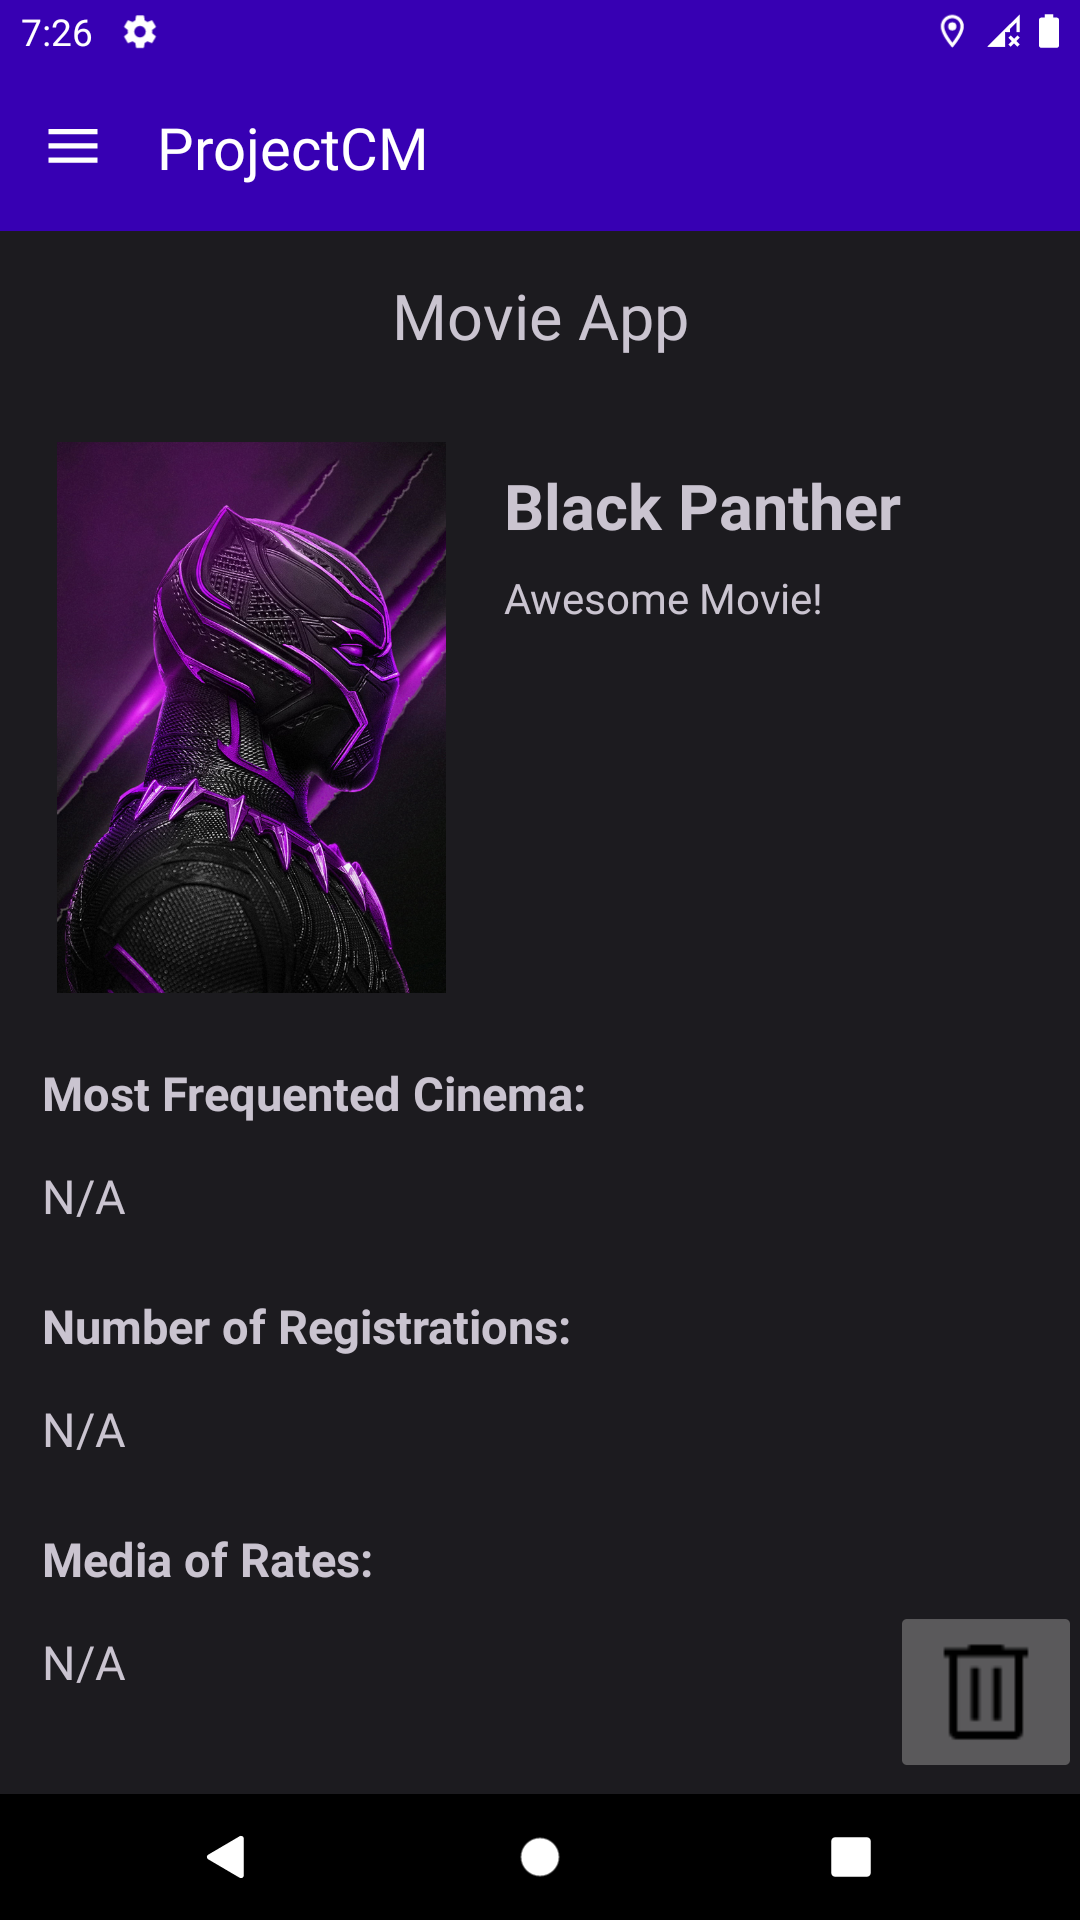 7:26
ProjectCM
Movie App
Black Panther
Awesome Movie!
Most Frequented Cinema:
N/A
Number of Registrations:
N/A
Media of Rates:
N/A